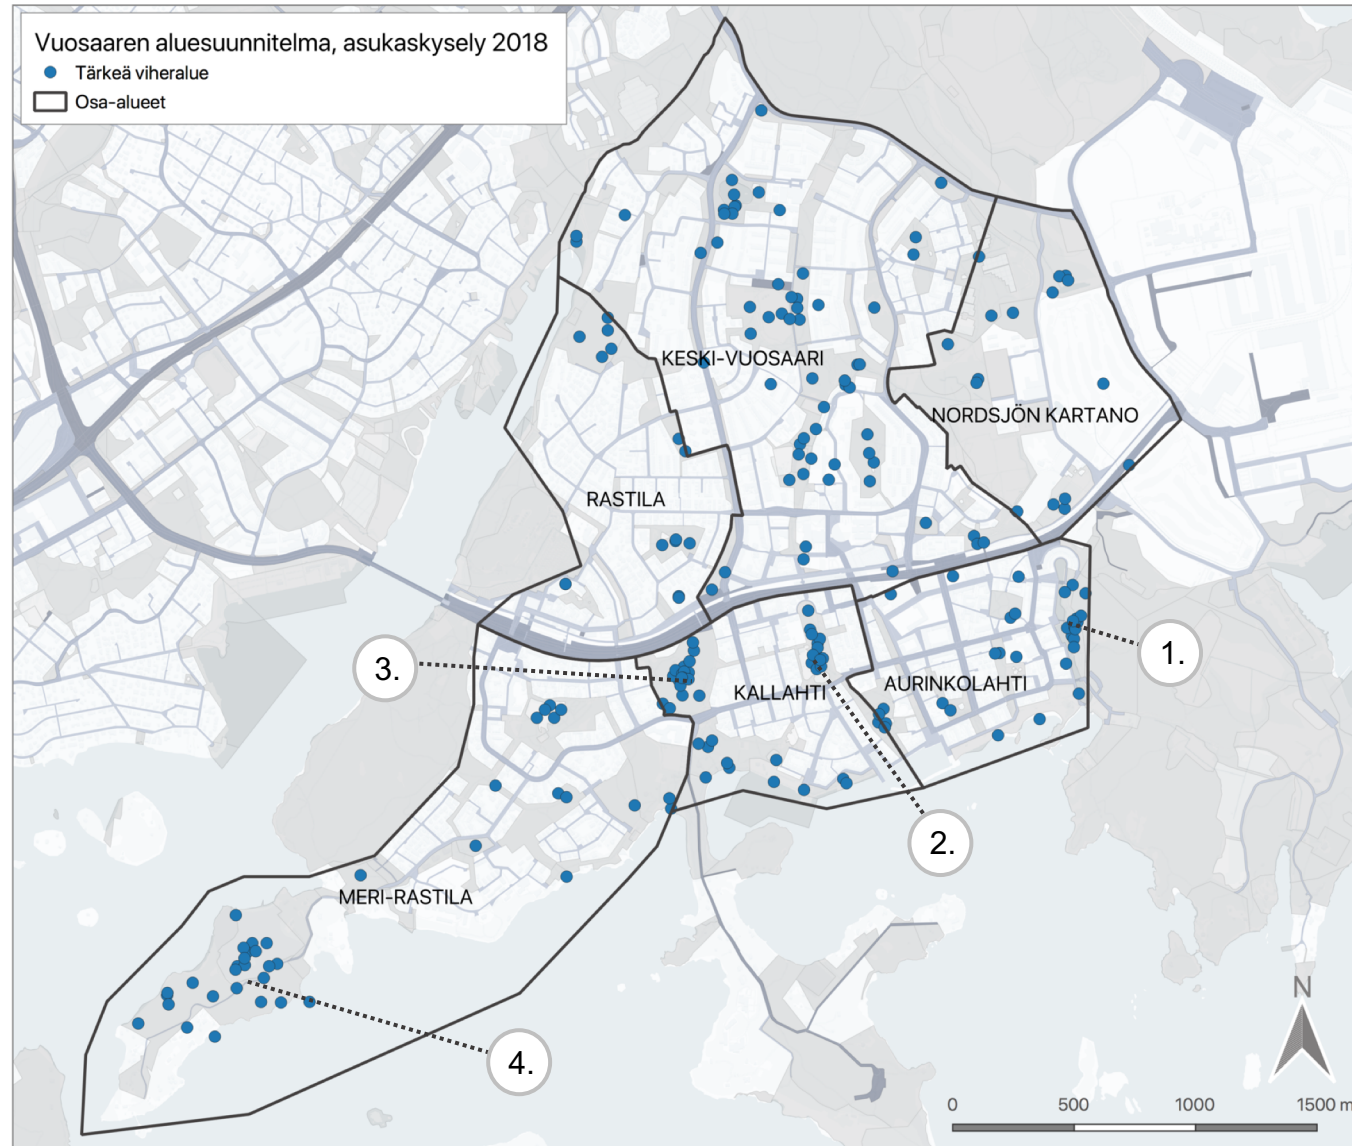 Vuosaaren aluesuunnitelma, asukaskysely 2018
Tärkeä viheralue
Osa-alueet
KESKI-VUOSAARI
NORDSJÖN KARTANO
RASTILA
1.
3.
KALLAHTI
AURINKOLAHTI
2.
MERI-RASTILA
4.
N
0 500 1000 1500 m